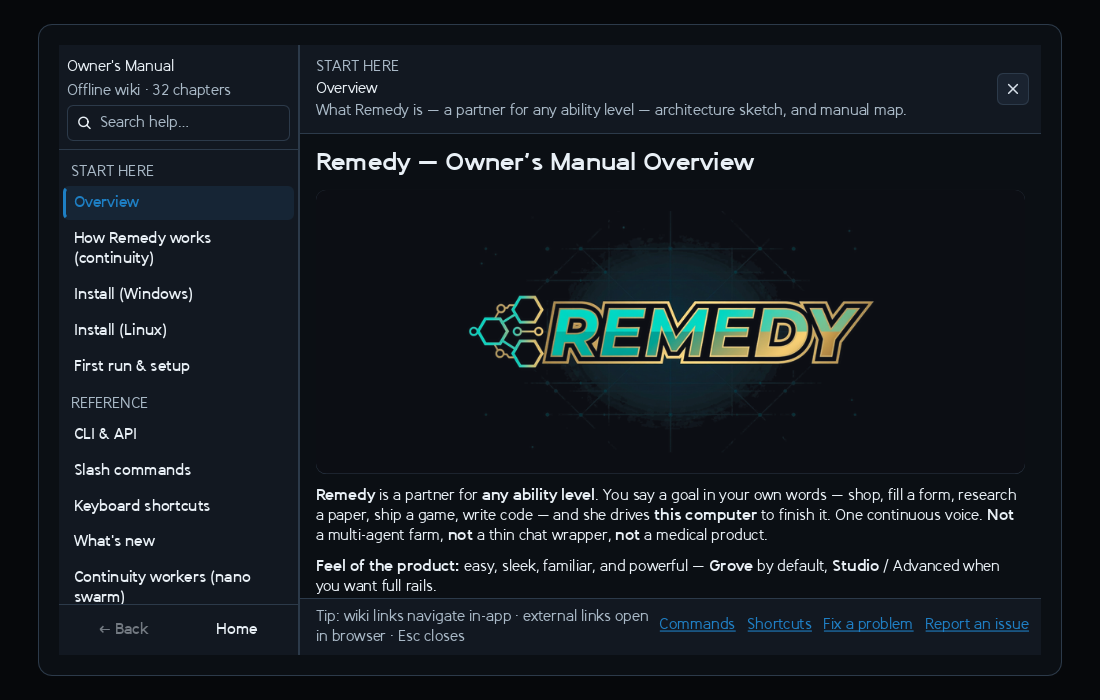 Owner's Manual
Offline wiki · 32 chapters
Search help...
START HERE
Overview
How Remedy works
(continuity)
Install (Windows)
Install (Linux)
First run & setup
REFERENCE
CLI & API
Slash commands
Keyboard shortcuts
What's new
Continuity workers (nano
swarm)
← Back
Home
START HERE
Overview
What Remedy is — a partner for any ability level — architecture sketch, and manual map.
Remedy — Owner's Manual Overview
REMEDY
Remedy is a partner for any ability level. You say a goal in your own words — shop, fill a form, research
a paper, ship a game, write code — and she drives this computer to finish it. One continuous voice. Not
a multi-agent farm, not a thin chat wrapper, not a medical product.
Feel of the product: easy, sleek, familiar, and powerful — Grove by default, Studio / Advanced when
you want full rails.
Tip: wiki links navigate in-app · external links open
in browser · Esc closes
Commands Shortcuts Fix a problem Report an issue